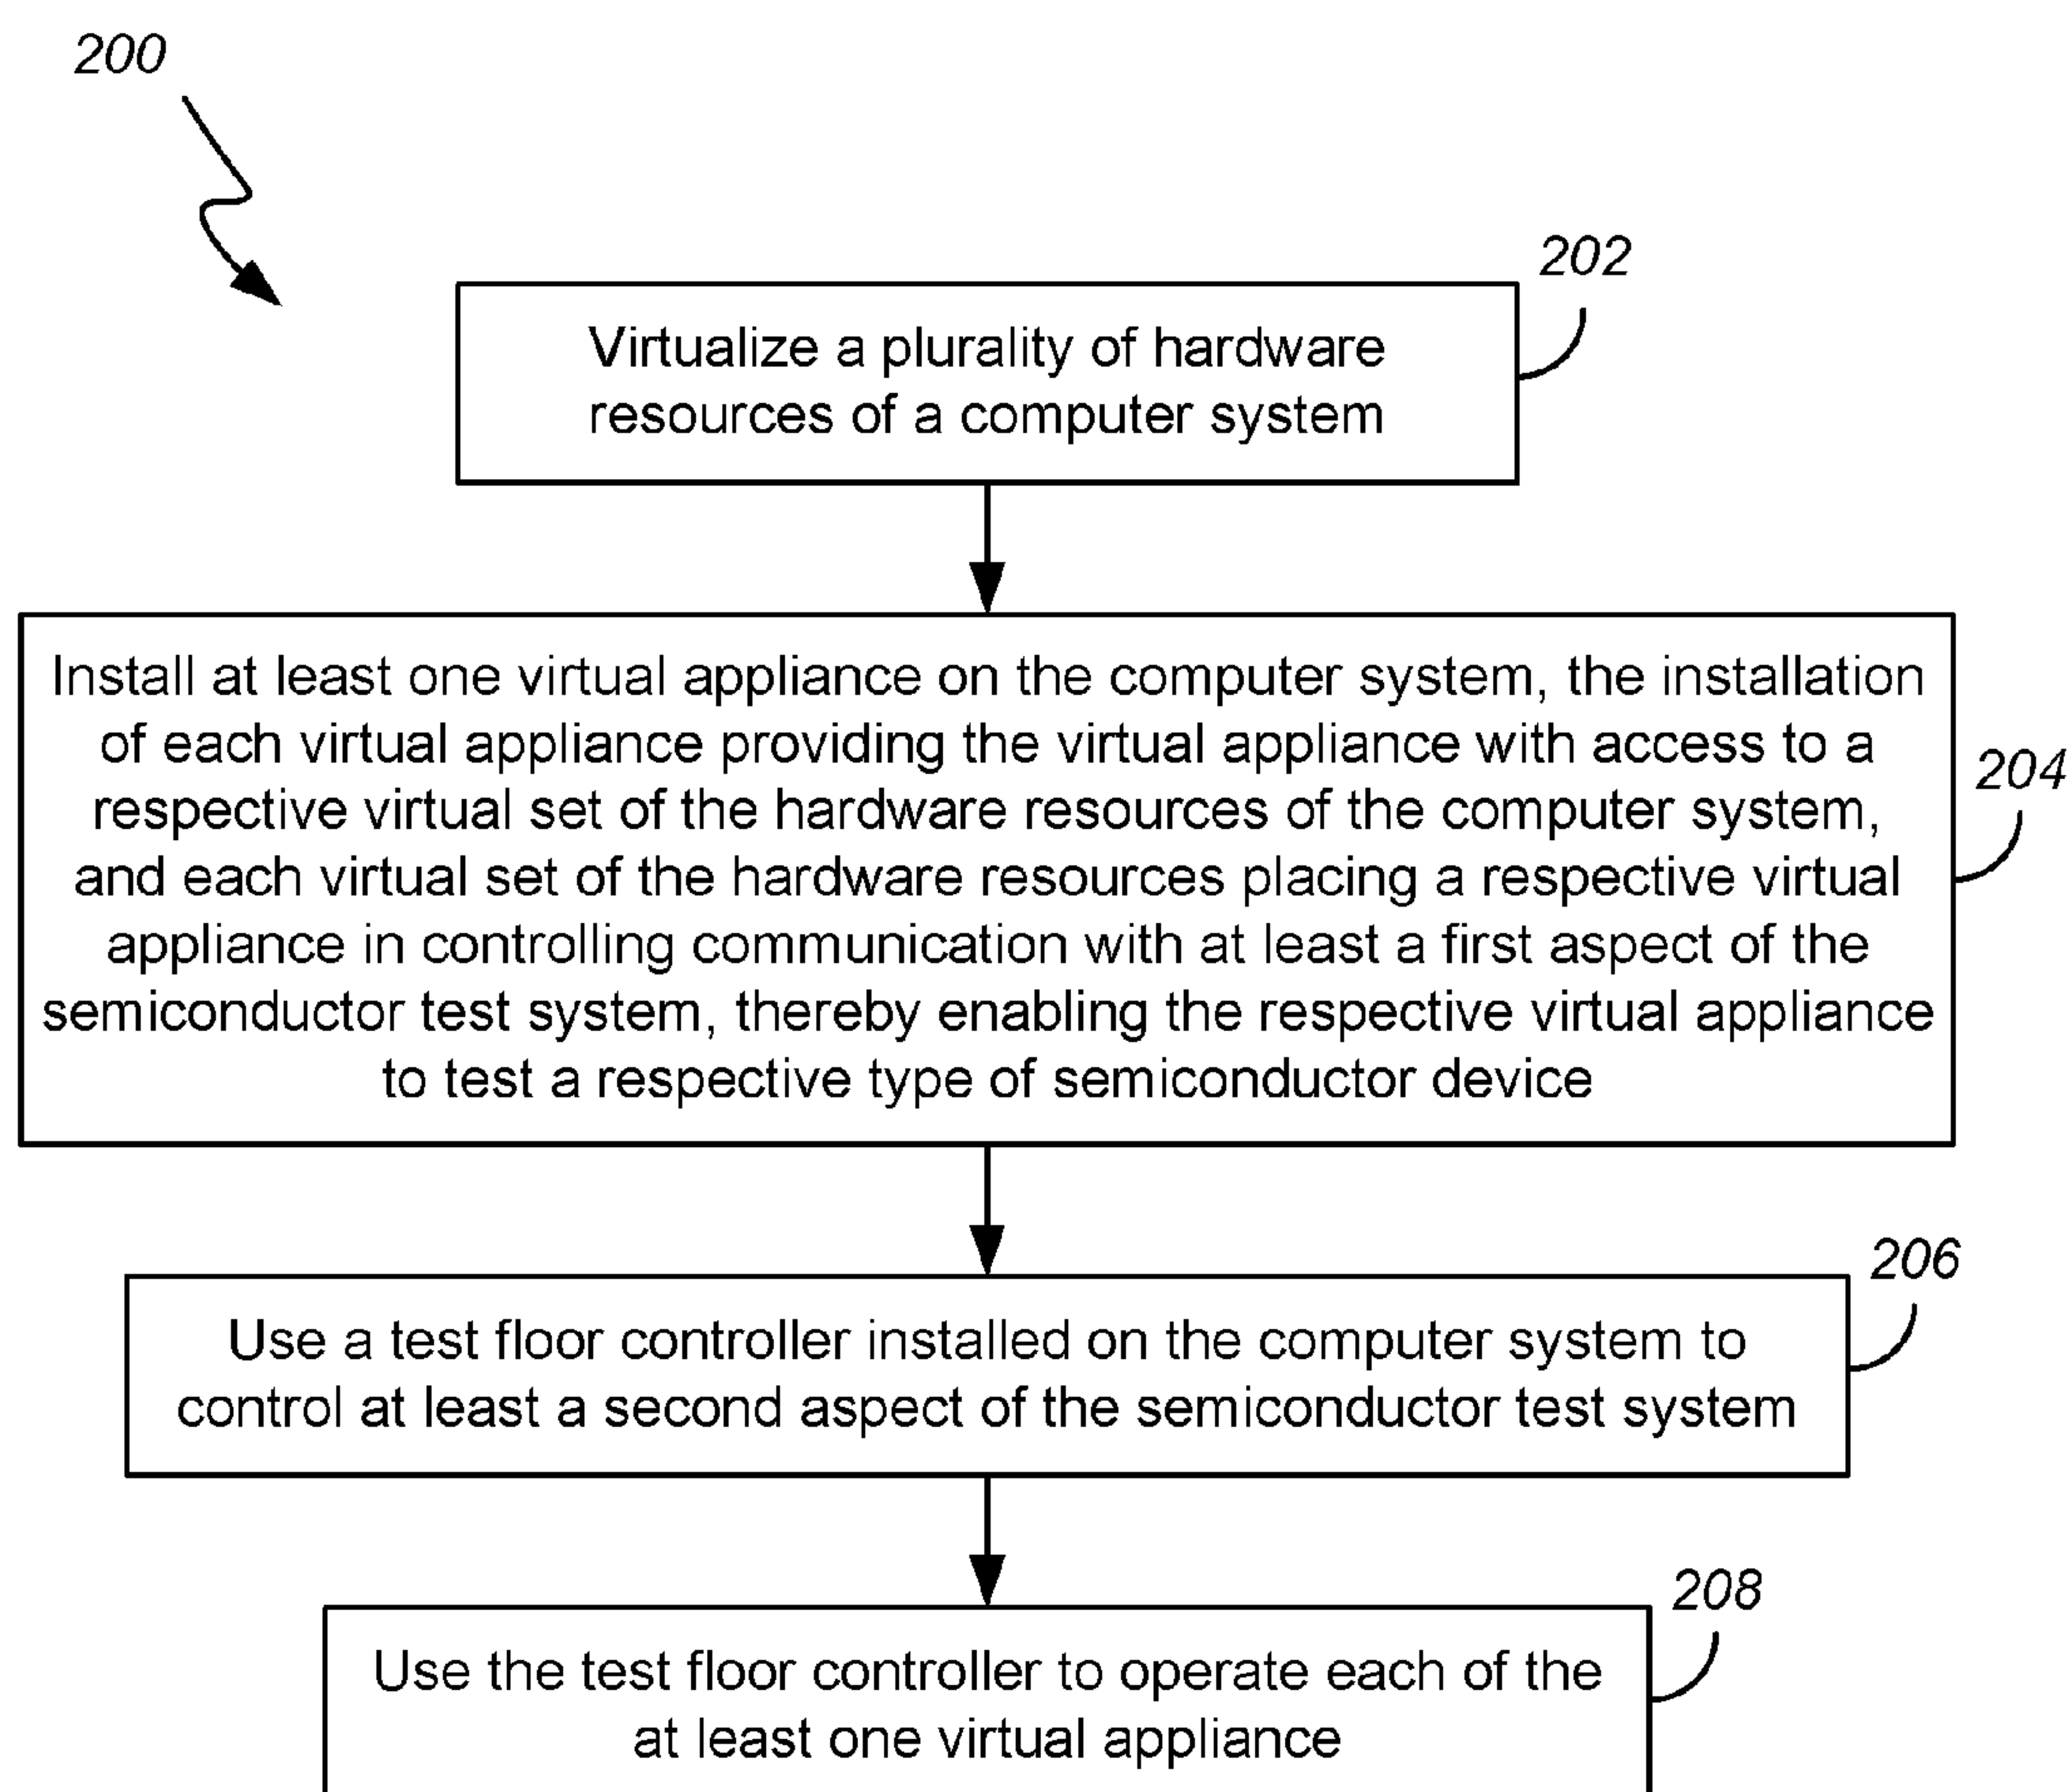 200
202
Virtualize a plurality of hardware
resources of a computer system
204
Install at least one virtual appliance on the computer system, the installation
of each virtual appliance providing the virtual appliance with access to a
respective virtual set of the hardware resources of the computer system,
and each virtual set of the hardware resources placing a respective virtual
appliance in controlling communication with at least a first aspect of the
semiconductor test system, thereby enabling the respective virtual appliance
to test a respective type of semiconductor device
206
Use a test floor controller installed on the computer system to
control at least a second aspect of the semiconductor test system
208
Use the test floor controller to operate each of the
at least one virtual appliance